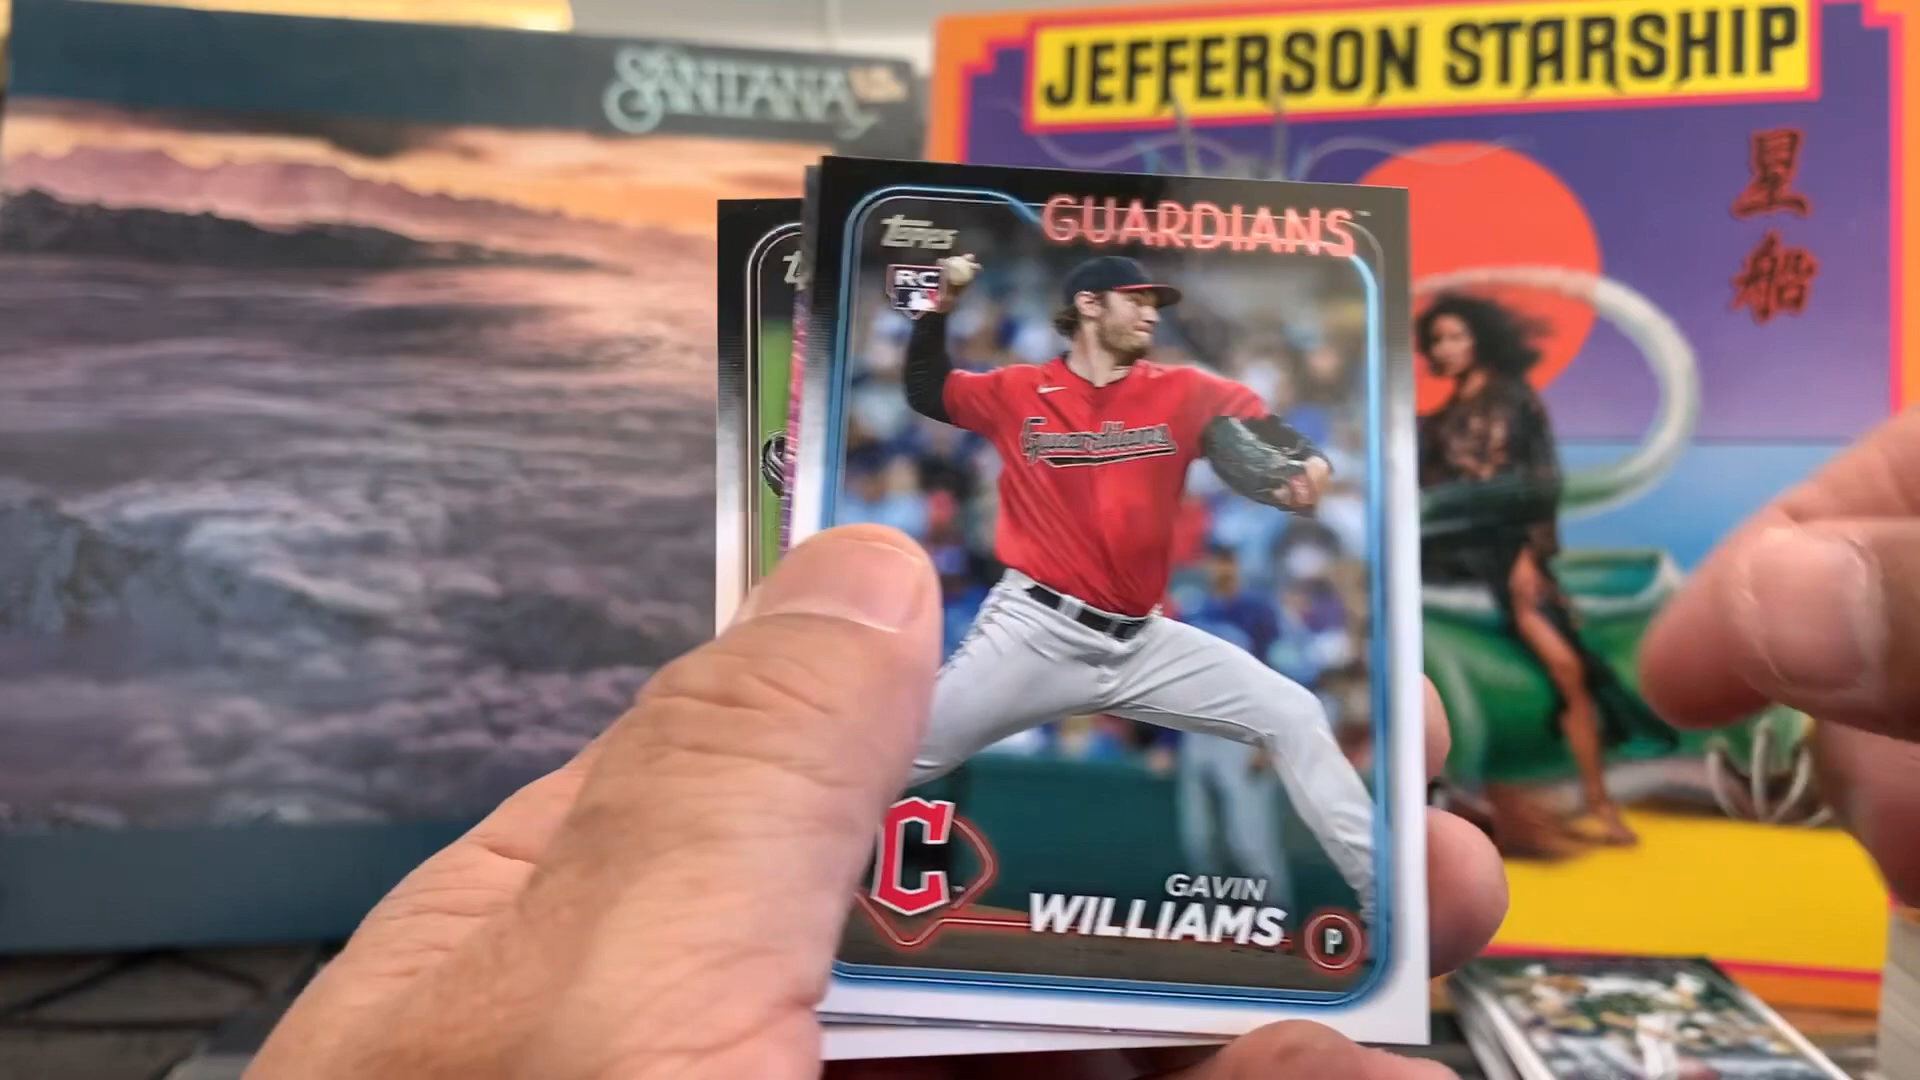 SANTANA
JEFFERSON STARSHIP
星
船
Topps
GUARDIANS
RC
Guardians
C
GAVIN
WILLIAMS
P